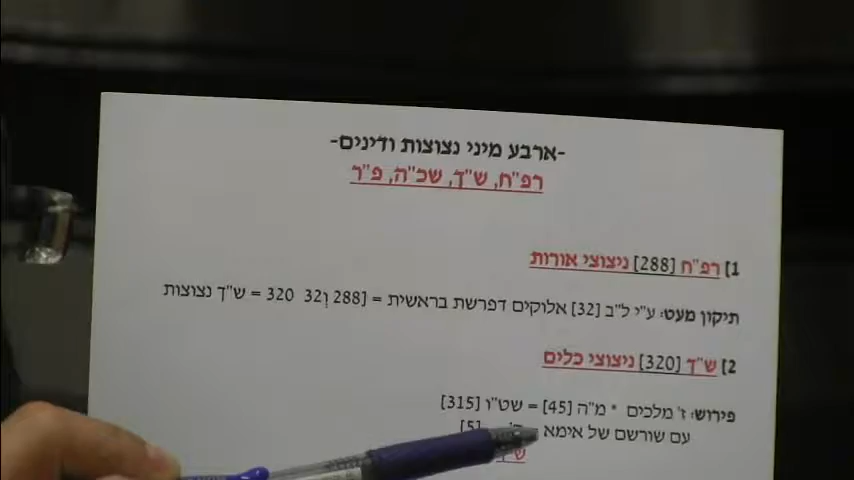 -ארבע מיני נצוצות ודינים-
רפ"ח, ש"ך, שכ"ה, פ"ר
1] רפ"ח [288] ניצוצי אורות
תיקון מעט: ע"י ל"ב [32] אלוקים דפרשת בראשית = [288 ו32 320 = ש"ך נצוצות
2] ש"ך [320] ניצוצי כלים
פירוש: ז' מלכים * מ"ה [45] = שט"ו [315]
עם שורשם של אימא [5]
ש"ך